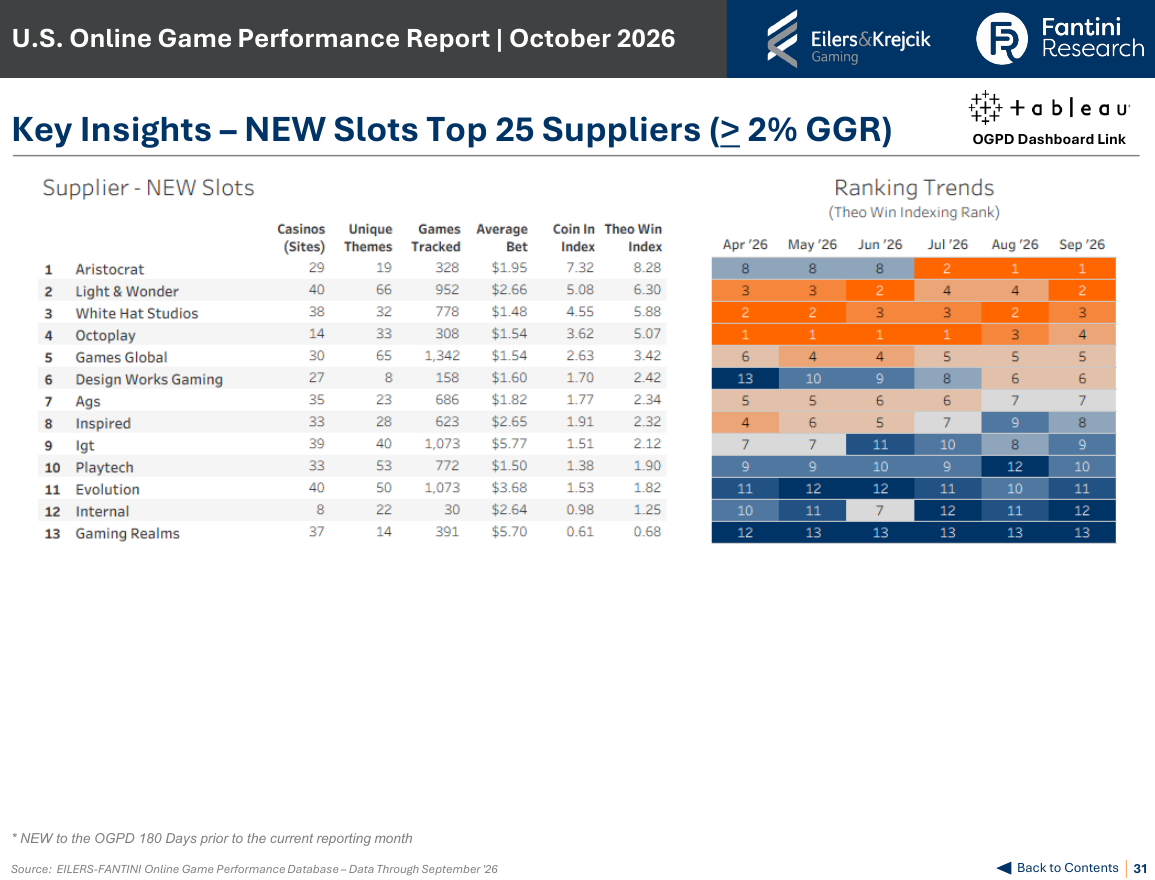 U.S. Online Game Performance Report | October 2026
Eilers&Krejcik
Gaming
Fantini
Research
Key Insights – NEW Slots Top 25 Suppliers (≥ 2% GGR)
+ a b l e a u
OGPD Dashboard Link
Supplier - NEW Slots
Casinos (Sites) Unique Themes Games Tracked Average Bet Coin In Index Theo Win Index
1 Aristocrat 29 19 328 $1.95 7.32 8.28
2 Light & Wonder 40 66 952 $2.66 5.08 6.30
3 White Hat Studios 38 32 778 $1.48 4.55 5.88
4 Octoplay 14 33 308 $1.54 3.62 5.07
5 Games Global 30 65 1,342 $1.54 2.63 3.42
6 Design Works Gaming 27 8 158 $1.60 1.70 2.42
7 Ags 35 23 686 $1.82 1.77 2.34
8 Inspired 33 28 623 $2.65 1.91 2.32
9 Igt 39 40 1,073 $5.77 1.51 2.12
10 Playtech 33 53 772 $1.50 1.38 1.90
11 Evolution 40 50 1,073 $3.68 1.53 1.82
12 Internal 8 22 30 $2.64 0.98 1.25
13 Gaming Realms 37 14 391 $5.70 0.61 0.68
Ranking Trends
(Theo Win Indexing Rank)
Apr '26 May '26 Jun '26 Jul '26 Aug '26 Sep '26
8 8 8 2 1 1
3 3 2 4 4 2
2 2 3 3 2 3
1 1 1 1 3 4
6 4 4 5 5 5
13 10 9 8 6 6
5 5 6 6 7 7
4 6 5 7 9 8
7 7 11 10 8 9
9 9 10 9 12 10
11 12 12 11 10 11
10 11 7 12 11 12
12 13 13 13 13 13
* NEW to the OGPD 180 Days prior to the current reporting month
Source: EILERS-FANTINI Online Game Performance Database – Data Through September '26
Back to Contents 31